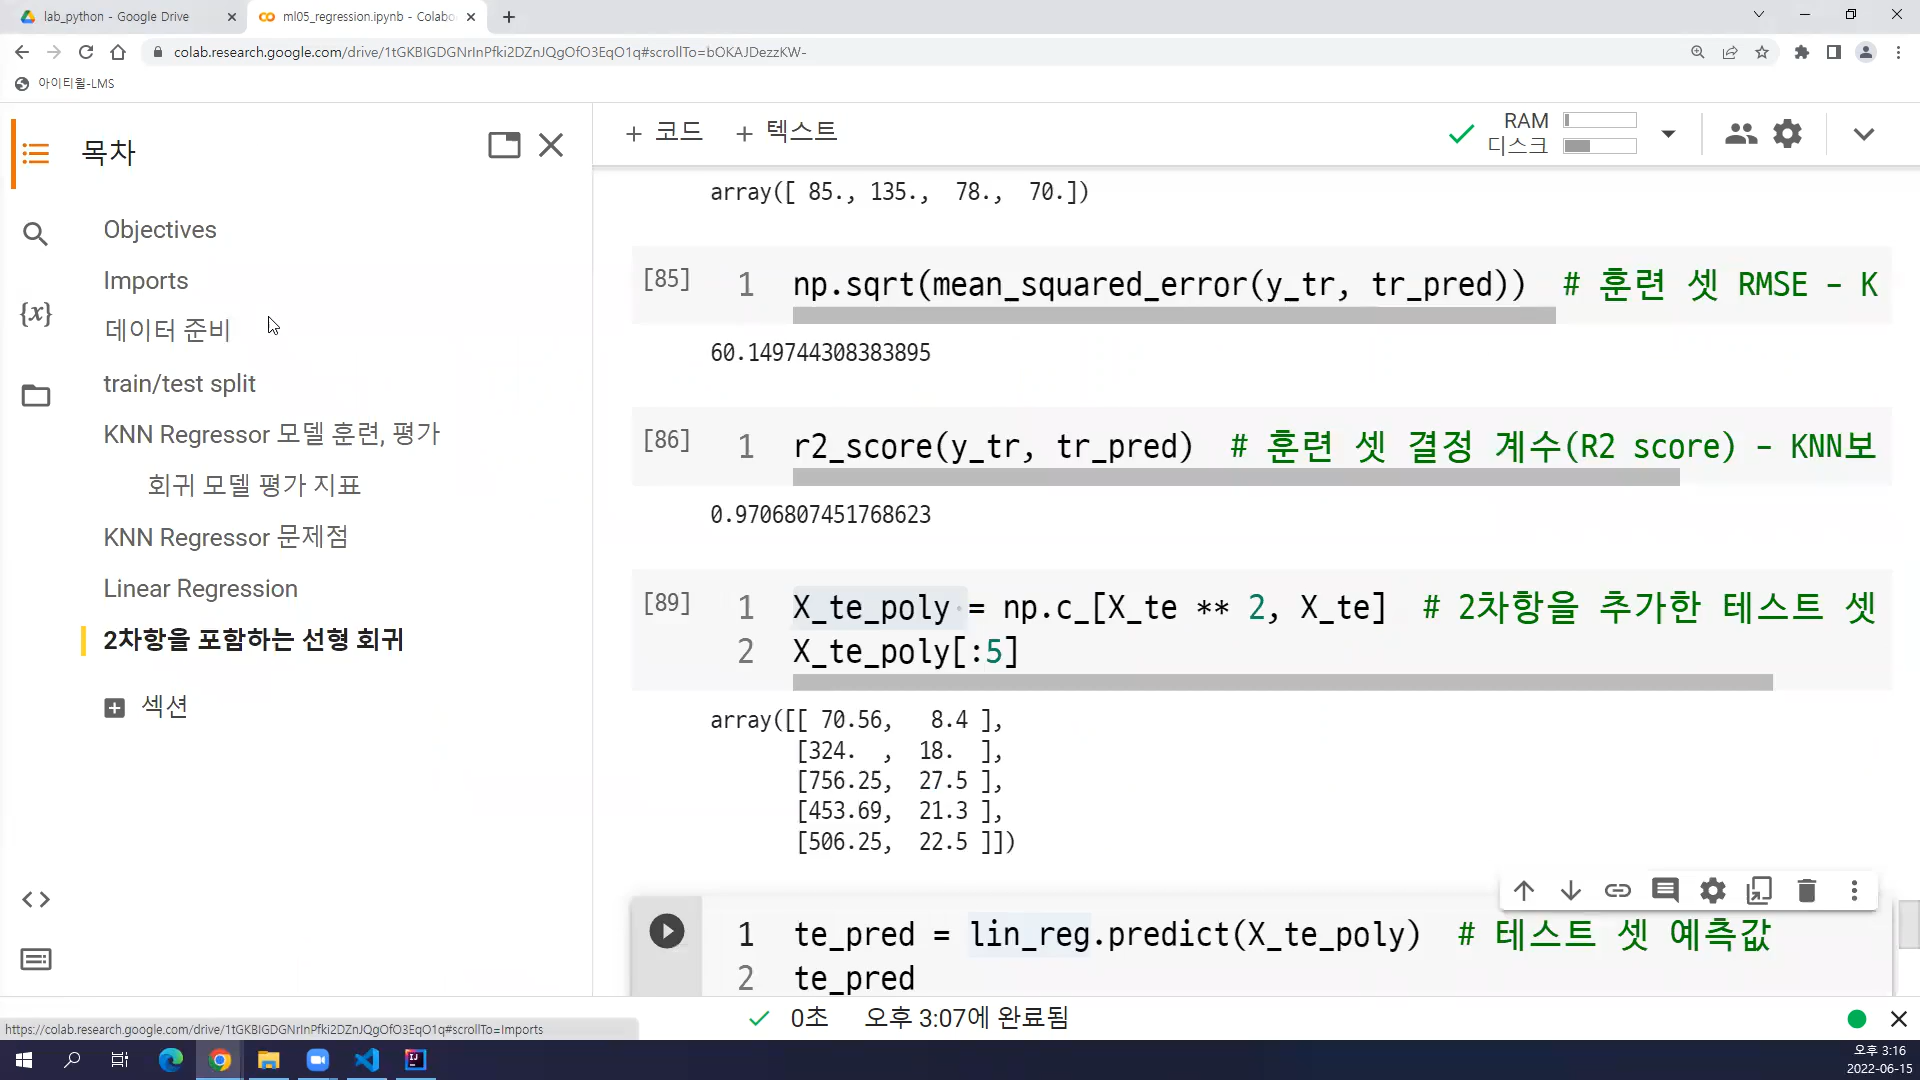 lab_python - Google Drive
ml05_regression.ipynb - Colabo
colab.research.google.com/drive/1tGKBIGDGNrInPfki2DZnJQgOfO3EqO1q#scrollTo=bOKAJDezzKW-
아이티윌-LMS
목차
Objectives
Imports
데이터 준비
train/test split
KNN Regressor 모델 훈련, 평가
회귀 모델 평가 지표
KNN Regressor 문제점
Linear Regression
2차항을 포함하는 선형 회귀
섹션
{x}
+ 코드 + 텍스트
RAM
디스크
array([ 85., 135.,  78.,  70.])
[85] 1 np.sqrt(mean_squared_error(y_tr, tr_pred))  # 훈련 셋 RMSE - K
60.149744308383895
[86] 1 r2_score(y_tr, tr_pred)  # 훈련 셋 결정 계수(R2 score) - KNN보
0.9706807451768623
[89] 1 X_te_poly = np.c_[X_te ** 2, X_te]  # 2차항을 추가한 테스트 셋
2 X_te_poly[:5]
array([[ 70.56,   8.4 ],
[324.  ,  18.  ],
[756.25,  27.5 ],
[453.69,  21.3 ],
[506.25,  22.5 ]])
1 te_pred = lin_reg.predict(X_te_poly)  # 테스트 셋 예측값
2 te_pred
0초 오후 3:07에 완료됨
https://colab.research.google.com/drive/1tGKBIGDGNrInPfki2DZnJQgOfO3EqO1q#scrollTo=Imports
오후 3:16
2022-06-15